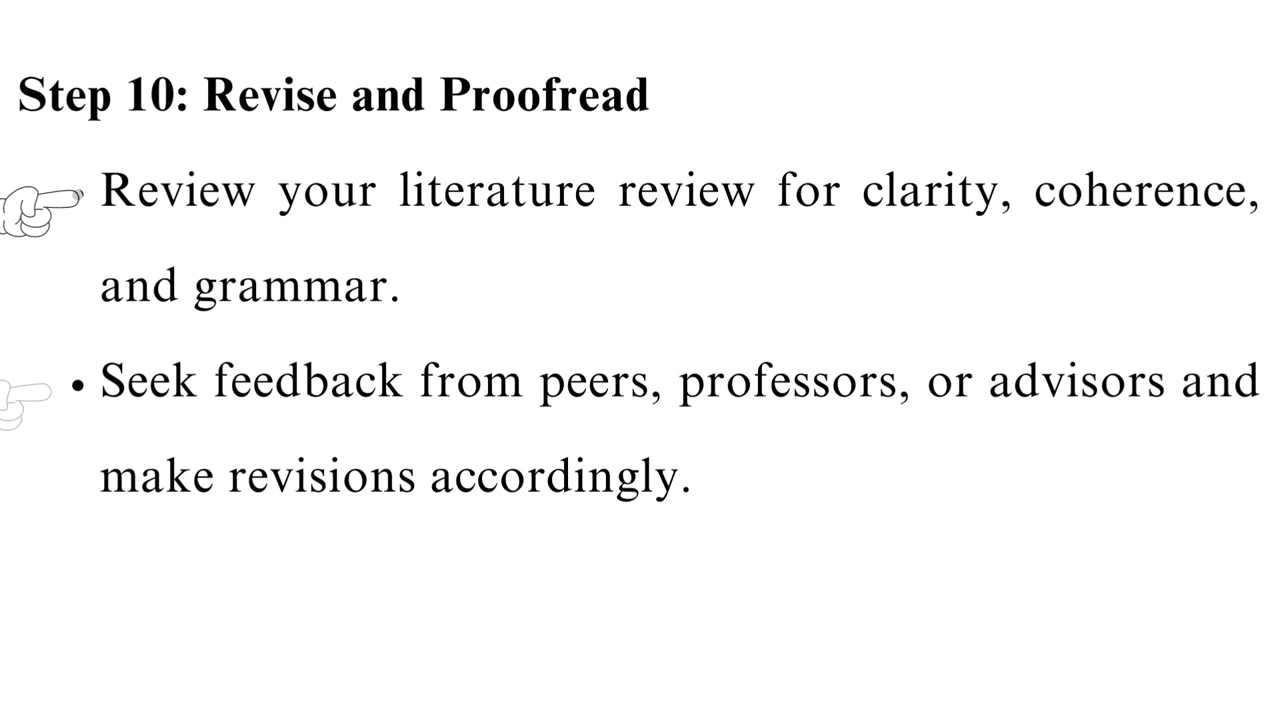 Step 10: Revise and Proofread
Review your literature review for clarity, coherence,
and grammar.
• Seek feedback from peers, professors, or advisors and
make revisions accordingly.